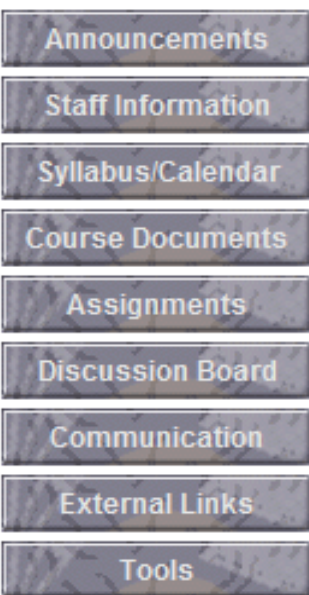 Announcements
Staff Information
Syllabus/Calendar
Course Documents
Assignments
Discussion Board
Communication
External Links
Tools